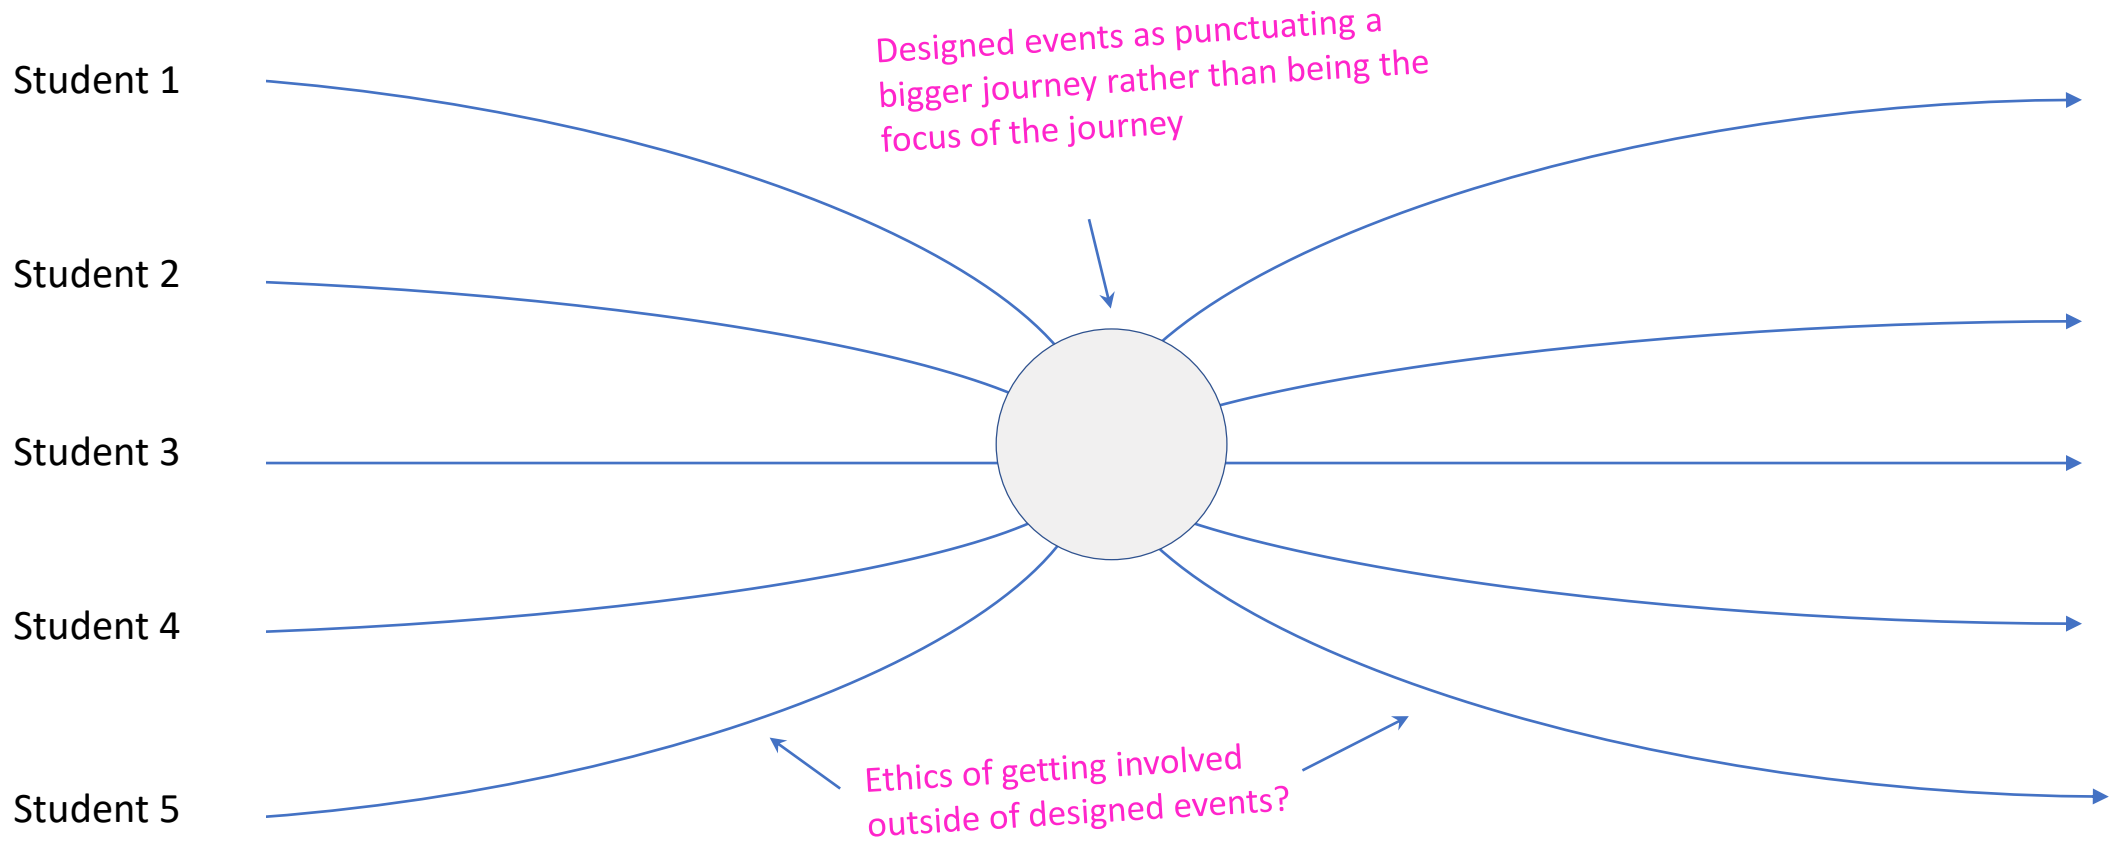 Designed events as punctuating a
bigger journey rather than being the
focus of the journey
Student 1
Student 2
Student 3
Student 4
Student 5
Ethics of getting involved
outside of designed events?